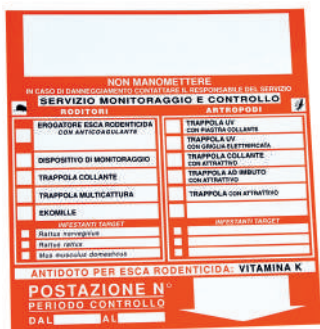 NON MANOMETTERE
IN CASO DI DANNEGGIAMENTO CONTATTARE IL RESPONSABILE DEL SERVIZIO
SERVIZIO MONITORAGGIO E CONTROLLO
RODITORI
ARTROPODI
EROGATORE ESCA RODENTICIDA
CON ANTICOAGULANTE
DISPOSITIVO DI MONITORAGGIO
TRAPPOLA COLLANTE
TRAPPOLA MULTICATTURA
EKOMILLE
INFESTANTI TARGET
Rattus norvegicus
Rattus rattus
Mus musculus domesticus
TRAPPOLA UV
CON PIASTRA COLLANTE
TRAPPOLA UV
CON GRIGLIA ELETTRIFICATA
TRAPPOLA COLLANTE
CON ATTRATTIVO
TRAPPOLA AD IMBUTO
CON ATTRATTIVO
TRAPPOLA CON ATTRATTIVO
INFESTANTI TARGET
ANTIDOTO PER ESCA RODENTICIDA: VITAMINA K
POSTAZIONE N°
PERIODO CONTROLLO
DAL AL